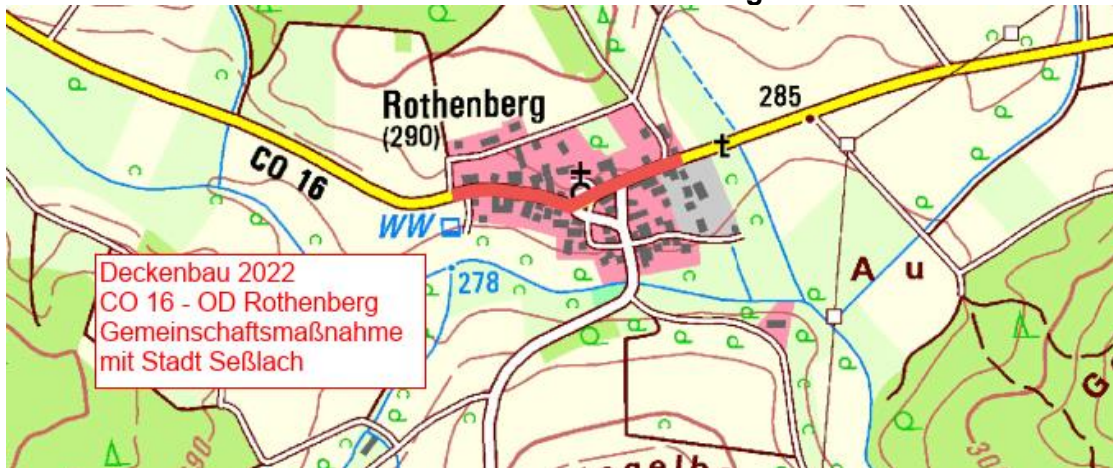 Rothenberg
(290)
285
CO 16
WW
278
A u
Deckenbau 2022
CO 16 - OD Rothenberg
Gemeinschaftsmaßnahme
mit Stadt Seßlach